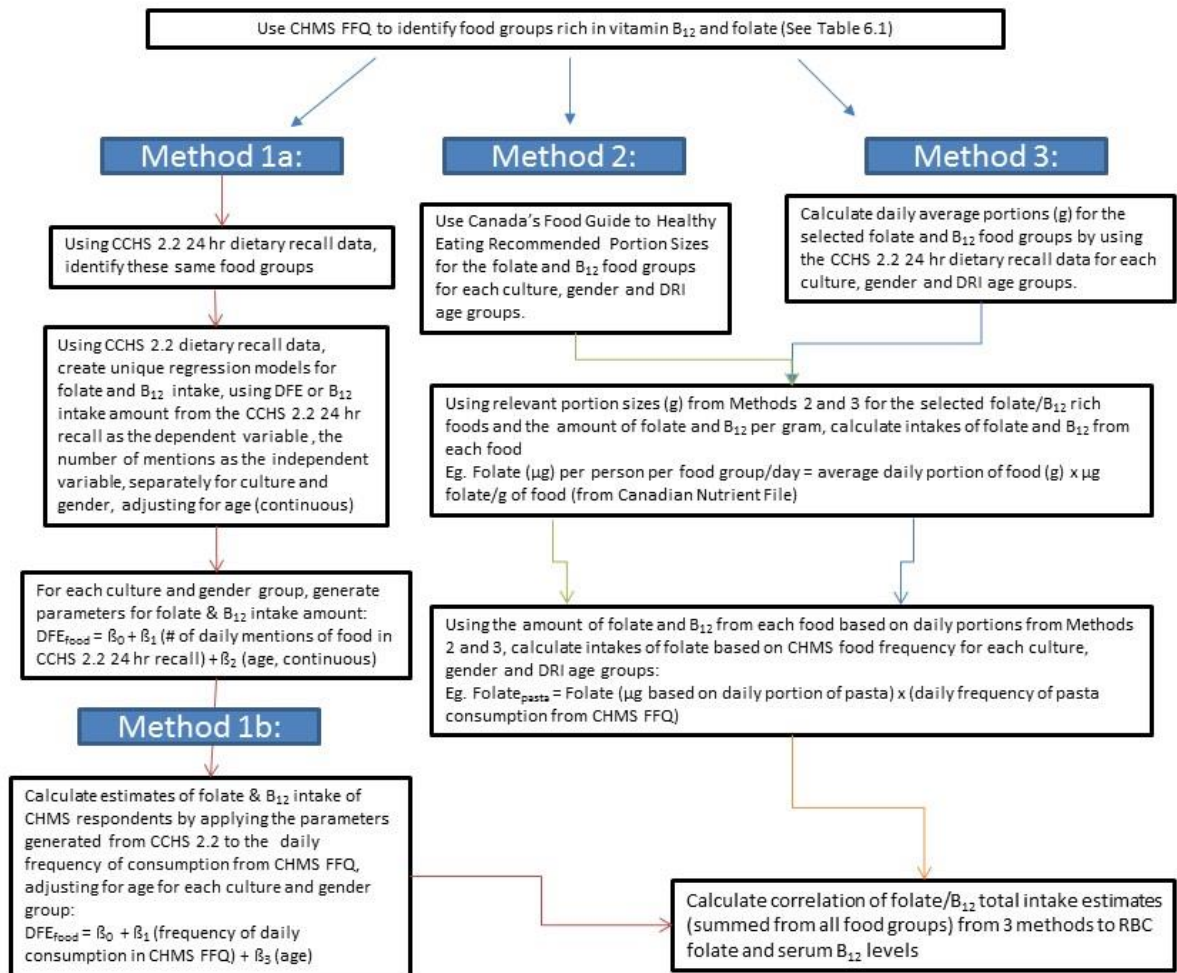 Use CHMS FFQ to identify food groups rich in vitamin B₁₂ and folate (See Table 6.1)
Method 1a:
Using CCHS 2.2 24 hr dietary recall data,
identify these same food groups
Using CCHS 2.2 dietary recall data,
create unique regression models for
folate and B₁₂ intake, using DFE or B₁₂
intake amount from the CCHS 2.2 24 hr
recall as the dependent variable , the
number of mentions as the independent
variable, separately for culture and
gender, adjusting for age (continuous)
For each culture and gender group, generate
parameters for folate & B₁₂ intake amount:
DFE_food = ß₀ + ß₁ (# of daily mentions of food in
CCHS 2.2 24 hr recall) + ß₂ (age, continuous)
Method 1b:
Calculate estimates of folate & B₁₂ intake of
CHMS respondents by applying the parameters
generated from CCHS 2.2 to the daily
frequency of consumption from CHMS FFQ,
adjusting for age for each culture and gender
group:
DFE_food = ß₀ + ß₁ (frequency of daily
consumption in CHMS FFQ) + ß₃ (age)
Method 2:
Use Canada's Food Guide to Healthy
Eating Recommended Portion Sizes
for the folate and B₁₂ food groups
for each culture, gender and DRI
age groups.
Method 3:
Calculate daily average portions (g) for the
selected folate and B₁₂ food groups by using
the CCHS 2.2 24 hr dietary recall data for each
culture, gender and DRI age groups.
Using relevant portion sizes (g) from Methods 2 and 3 for the selected folate/B₁₂ rich
foods and the amount of folate and B₁₂ per gram, calculate intakes of folate and B₁₂ from
each food
Eg. Folate (µg) per person per food group/day = average daily portion of food (g) x µg
folate/g of food (from Canadian Nutrient File)
Using the amount of folate and B₁₂ from each food based on daily portions from Methods
2 and 3, calculate intakes of folate based on CHMS food frequency for each culture,
gender and DRI age groups:
Eg. Folate_pasta = Folate (µg based on daily portion of pasta) x (daily frequency of pasta
consumption from CHMS FFQ)
Calculate correlation of folate/B₁₂ total intake estimates
(summed from all food groups) from 3 methods to RBC
folate and serum B₁₂ levels